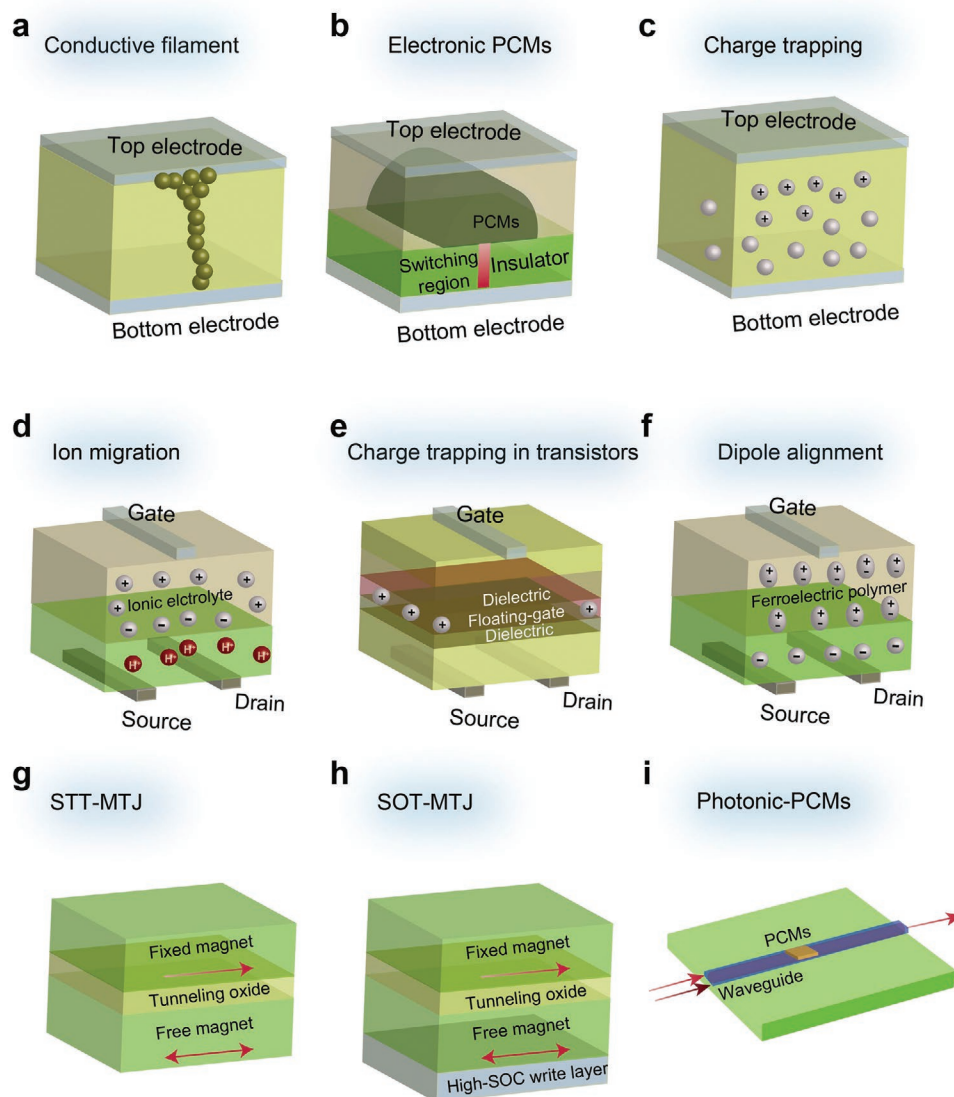 a
Conductive filament
Top electrode
Bottom electrode
b
Electronic PCMs
Top electrode
PCMs
Switching
region
Insulator
Bottom electrode
c
Charge trapping
Top electrode
+ + + + +
+ +
Bottom electrode
d
Ion migration
Gate
+ + + +
+ Ionic elctrolyte +
- - - -
H+ H+ H+ H+ H+
Source
Drain
e
Charge trapping in transistors
Gate
Dielectric
Floating-gate
Dielectric
+ + + +
Source
Drain
f
Dipole alignment
Gate
+ + + + +
- - - - -
Ferroelectric polymer
+ + + +
- - - -
- - - - -
Source
Drain
g
STT-MTJ
Fixed magnet
Tunneling oxide
Free magnet
h
SOT-MTJ
Fixed magnet
Tunneling oxide
Free magnet
High-SOC write layer
i
Photonic-PCMs
PCMs
Waveguide